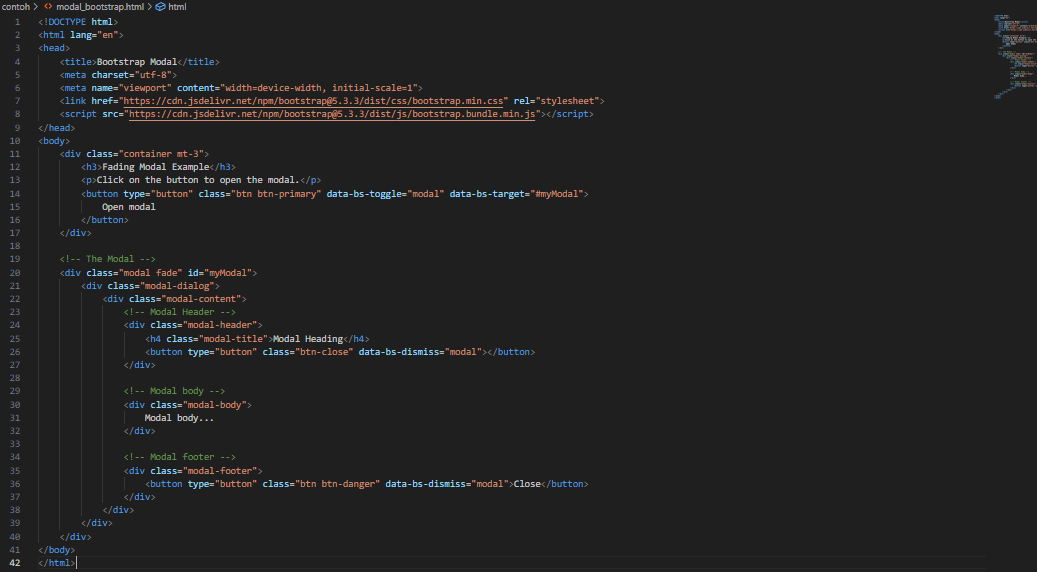 contoh > modal_bootstrap.html > html
1 <!DOCTYPE html>
2 <html lang="en">
3 <head>
4 <title>Bootstrap Modal</title>
5 <meta charset="utf-8">
6 <meta name="viewport" content="width=device-width, initial-scale=1">
7 <link href="https://cdn.jsdelivr.net/npm/bootstrap@5.3.3/dist/css/bootstrap.min.css" rel="stylesheet">
8 <script src="https://cdn.jsdelivr.net/npm/bootstrap@5.3.3/dist/js/bootstrap.bundle.min.js"></script>
9 </head>
10 <body>
11 <div class="container mt-3">
12 <h3>Fading Modal Example</h3>
13 <p>Click on the button to open the modal.</p>
14 <button type="button" class="btn btn-primary" data-bs-toggle="modal" data-bs-target="#myModal">
15 Open modal
16 </button>
17 </div>
18
19 <!-- The Modal -->
20 <div class="modal fade" id="myModal">
21 <div class="modal-dialog">
22 <div class="modal-content">
23 <!-- Modal Header -->
24 <div class="modal-header">
25 <h4 class="modal-title">Modal Heading</h4>
26 <button type="button" class="btn-close" data-bs-dismiss="modal"></button>
27 </div>
28
29 <!-- Modal body -->
30 <div class="modal-body">
31 Modal body...
32 </div>
33
34 <!-- Modal footer -->
35 <div class="modal-footer">
36 <button type="button" class="btn btn-danger" data-bs-dismiss="modal">Close</button>
37 </div>
38 </div>
39 </div>
40 </div>
41 </body>
42 </html>